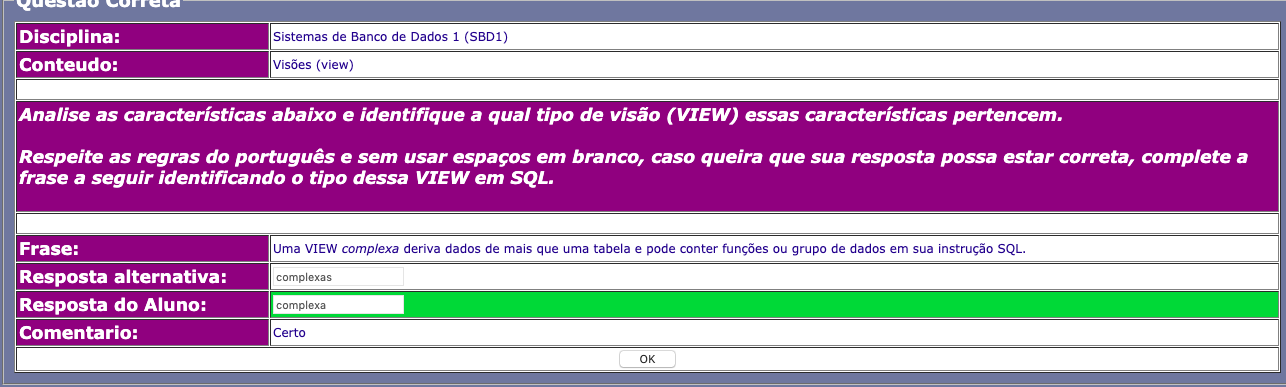 Questão Correta
Disciplina: Sistemas de Banco de Dados 1 (SBD1)
Conteudo: Visões (view)
Analise as características abaixo e identifique a qual tipo de visão (VIEW) essas características pertencem.
Respeite as regras do português e sem usar espaços em branco, caso queira que sua resposta possa estar correta, complete a
frase a seguir identificando o tipo dessa VIEW em SQL.
Frase: Uma VIEW complexa deriva dados de mais que uma tabela e pode conter funções ou grupo de dados em sua instrução SQL.
Resposta alternativa: complexas
Resposta do Aluno: complexa
Comentario: Certo
OK